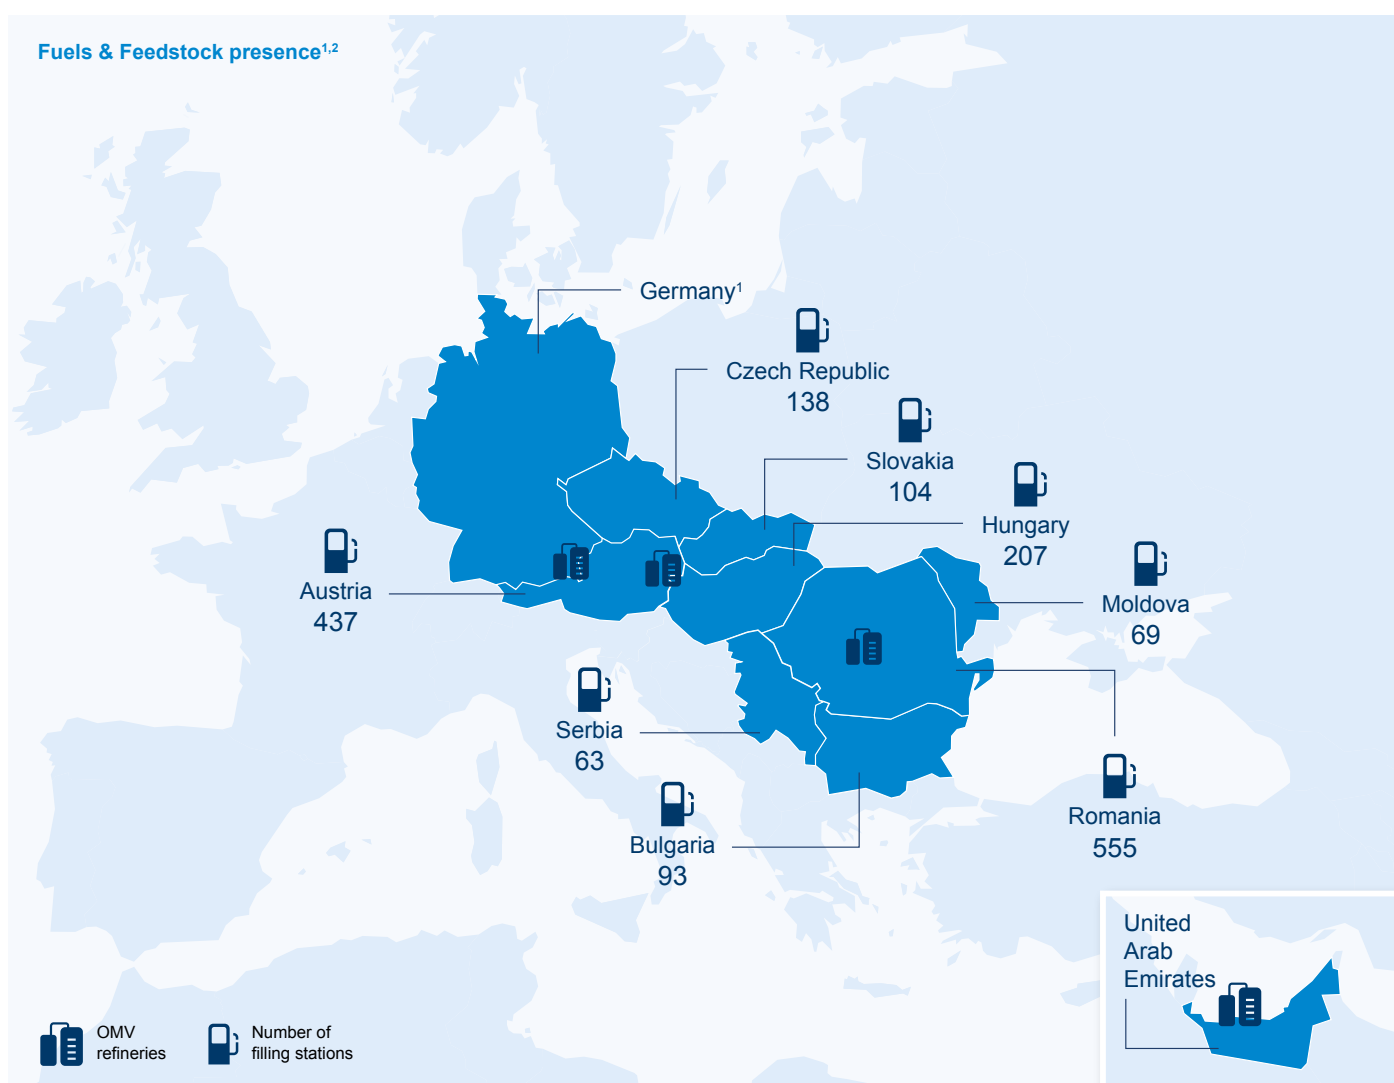 Fuels & Feedstock presence1,2
Germany1
Czech Republic
138
Slovakia
104
Hungary
207
Austria
437
Moldova
69
Serbia
63
Romania
555
Bulgaria
93
United
Arab
Emirates
OMV
refineries
Number of
filling stations